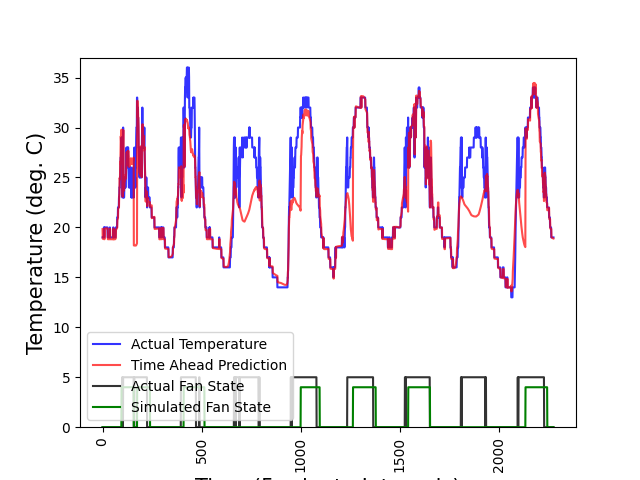 Temperature (deg. C)
35
30
25
20
15
10
5
0
Actual Temperature
Time Ahead Prediction
Actual Fan State
Simulated Fan State
0
500
1000
1500
2000